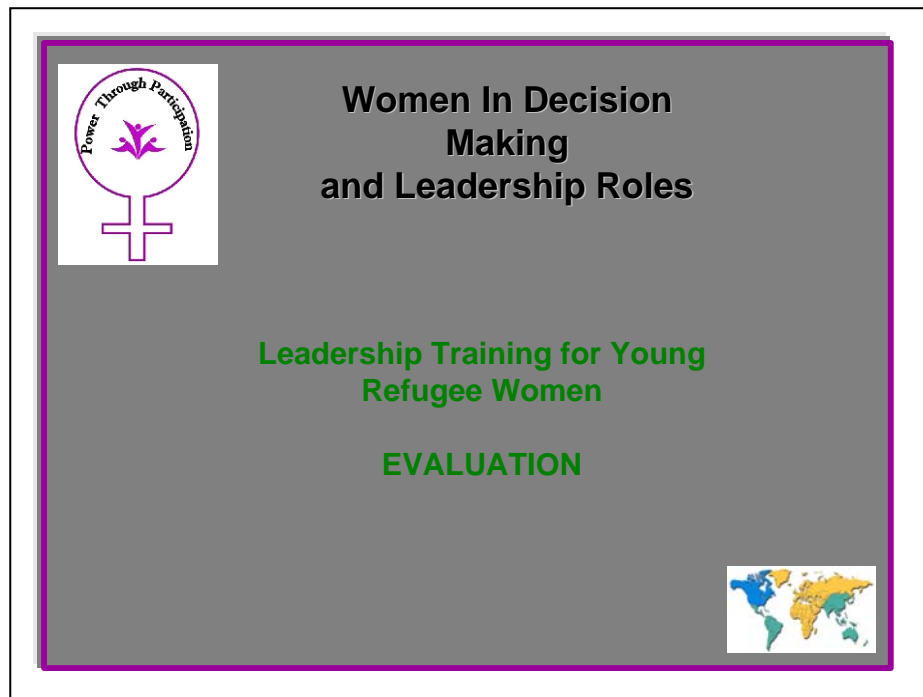 Power Through Participation
Women In Decision
Making
and Leadership Roles
Leadership Training for Young
Refugee Women
EVALUATION